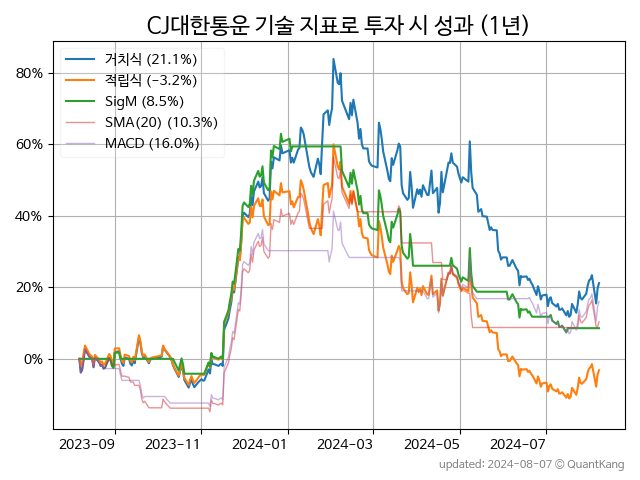 CJ대한통운 기술 지표로 투자 시 성과 (1년)
거치식 (21.1%)
적립식 (-3.2%)
SigM (8.5%)
SMA(20) (10.3%)
MACD (16.0%)
80%
60%
40%
20%
0%
2023-09 2023-11 2024-01 2024-03 2024-05 2024-07
updated: 2024-08-07 © QuantKang